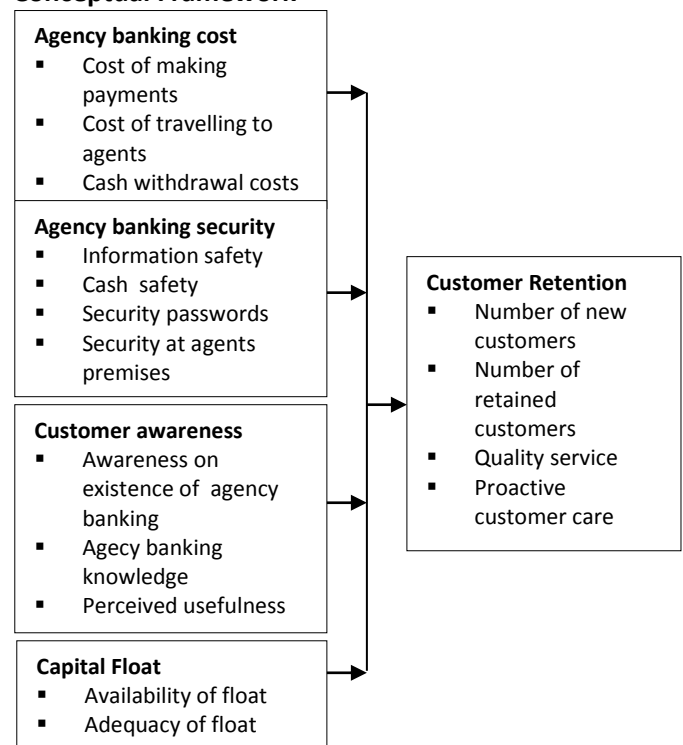 Conceptual Framework
Agency banking cost
▪ Cost of making
payments
▪ Cost of travelling to
agents
▪ Cash withdrawal costs
Agency banking security
▪ Information safety
▪ Cash safety
▪ Security passwords
▪ Security at agents
premises
Customer awareness
▪ Awareness on
existence of agency
banking
▪ Agecy banking
knowledge
▪ Perceived usefulness
Capital Float
▪ Availability of float
▪ Adequacy of float
Customer Retention
▪ Number of new
customers
▪ Number of
retained
customers
▪ Quality service
▪ Proactive
customer care